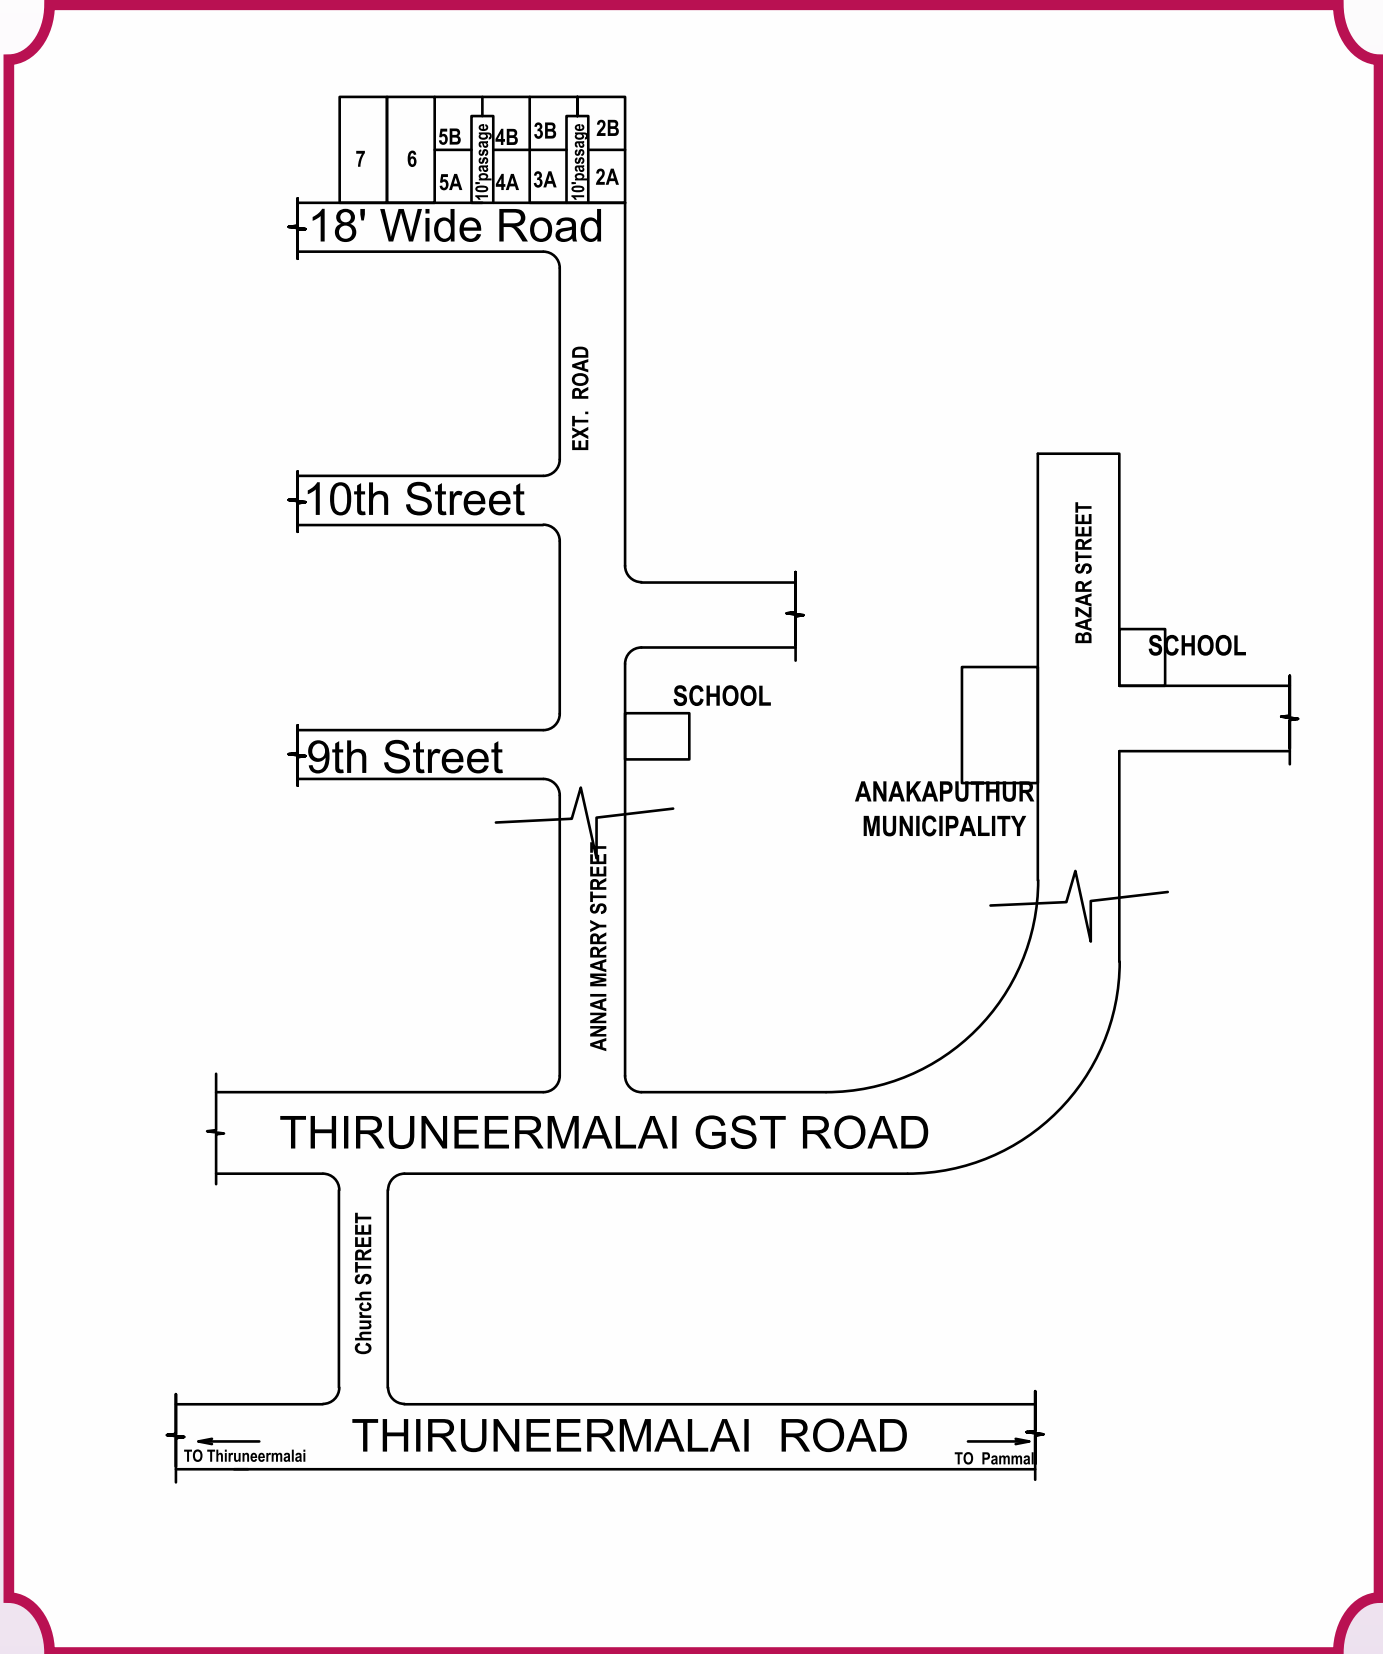 5B
4B
3B
2B
7
6
10'passage
10'passage
5A
4A
3A
2A
18' Wide Road
EXT. ROAD
10th Street
BAZAR STREET
SCHOOL
SCHOOL
9th Street
ANAKAPUTHUR
MUNICIPALITY
ANNAI MARRY STREET
THIRUNEERMALAI GST ROAD
Church STREET
THIRUNEERMALAI ROAD
TO Thiruneermalai
TO Pammal